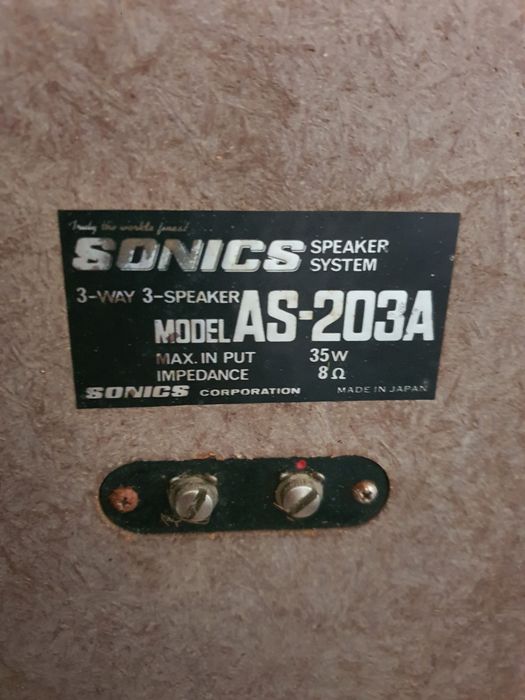 Truly the worlds finest
SONICS SPEAKER SYSTEM
3-WAY 3-SPEAKER
MODEL AS-203A
MAX. IN PUT 35W
IMPEDANCE 8Ω
SONICS CORPORATION MADE IN JAPAN